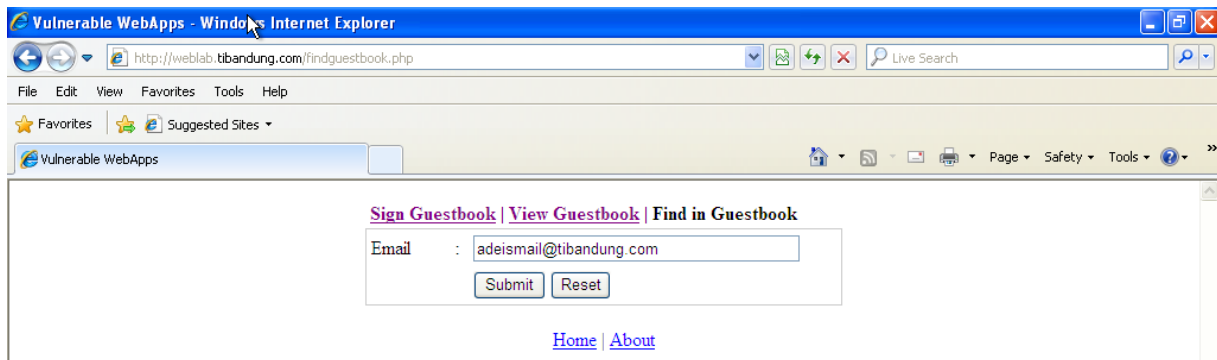 Vulnerable WebApps - Windows Internet Explorer
http://weblab.tibandung.com/findguestbook.php
Live Search
File Edit View Favorites Tools Help
Favorites Suggested Sites
Vulnerable WebApps
Page Safety Tools
Sign Guestbook | View Guestbook | Find in Guestbook
Email : adeismail@tibandung.com
Submit Reset
Home | About